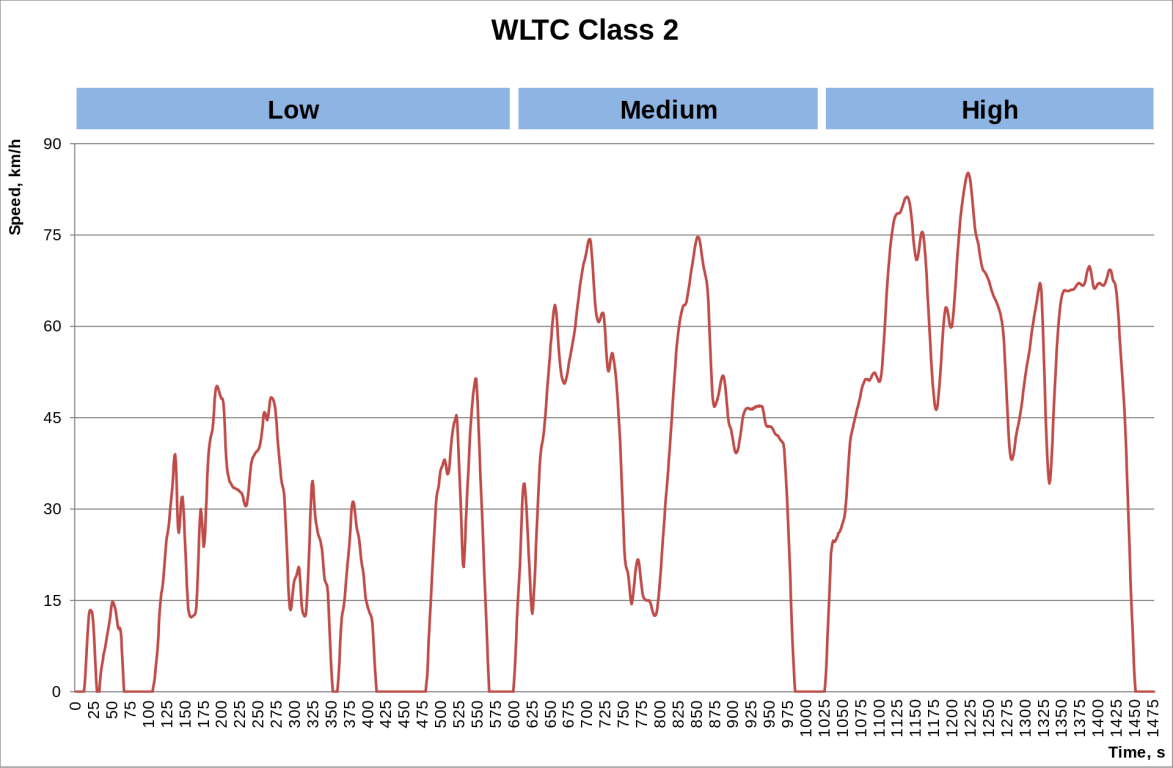 WLTC Class 2
Low Medium High
Speed, km/h
90
75
60
45
30
15
0
0 25 50 75 100 125 150 175 200 225 250 275 300 325 350 375 400 425 450 475 500 525 550 575 600 625 650 675 700 725 750 775 800 825 850 875 900 925 950 975 1000 1025 1050 1075 1100 1125 1150 1175 1200 1225 1250 1275 1300 1325 1350 1375 1400 1425 1450 1475
Time, s